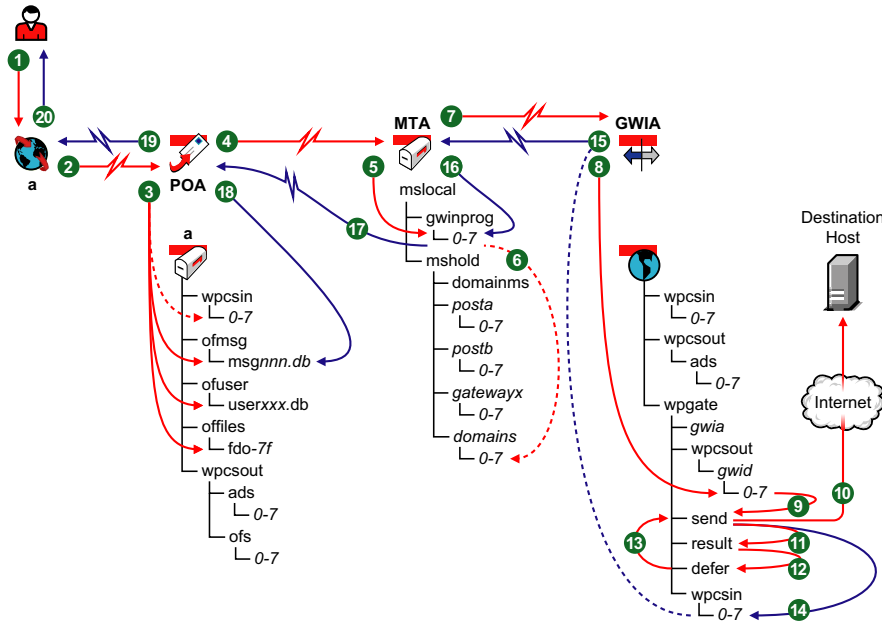 1
20
a
2
19
POA
3
18
4
MTA
5
16
7
GWIA
15
8
17
6
a
wpcsin
0-7
ofmsg
msgnnn.db
ofuser
userxxx.db
offiles
fdo-7f
wpcsout
ads
0-7
ofs
0-7
mslocal
gwinprog
0-7
mshold
domainms
posta
0-7
postb
0-7
gatewayx
0-7
domains
0-7
wpcsin
0-7
wpcsout
ads
0-7
wpgate
gwia
wpcsout
gwid
0-7
9
send
10
result
11
13
defer
12
wpcsin
0-7
14
Destination
Host
Internet